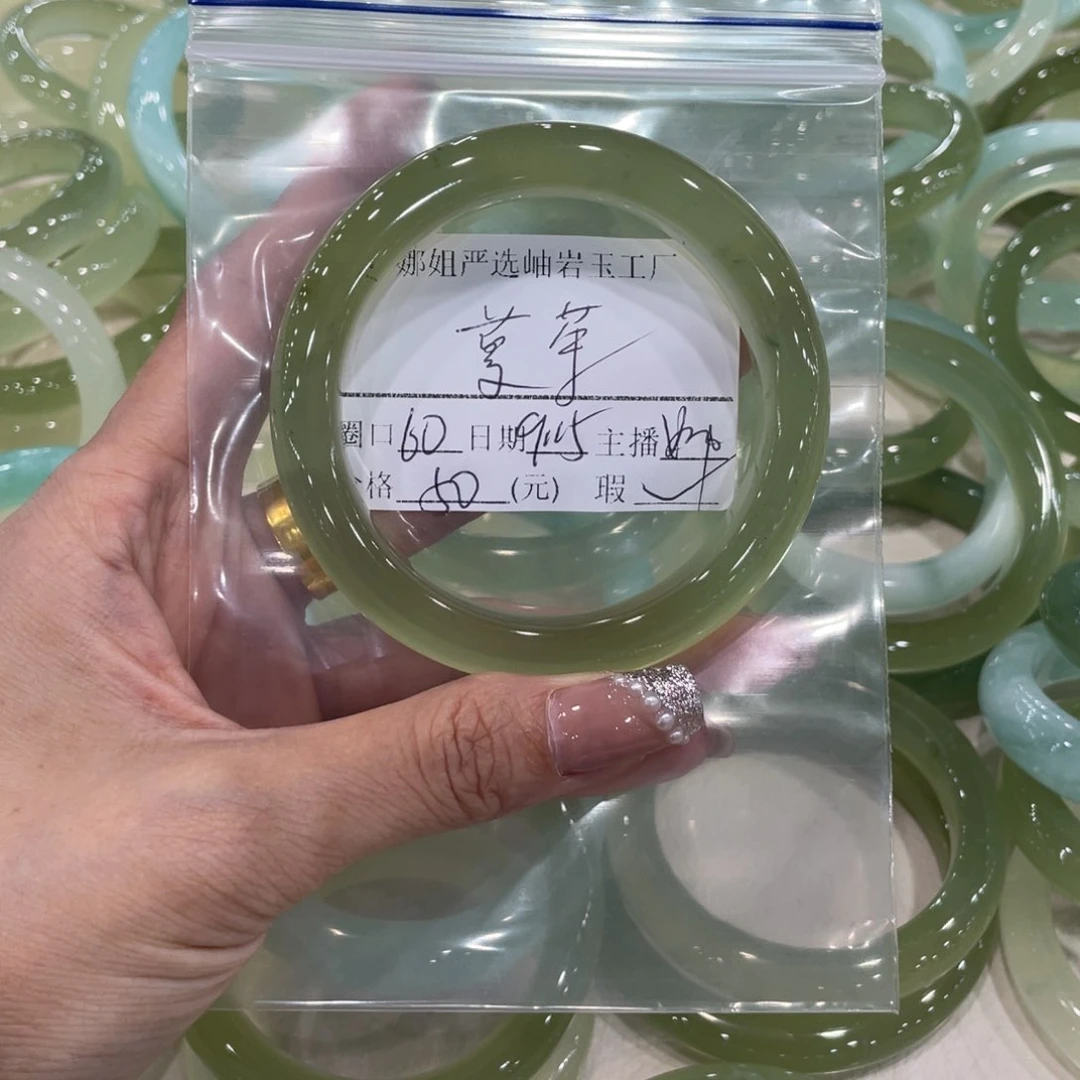 娜姐严选岫岩玉工厂
圈口 60 日期 9.15 主播
格 50 (元) 瑕